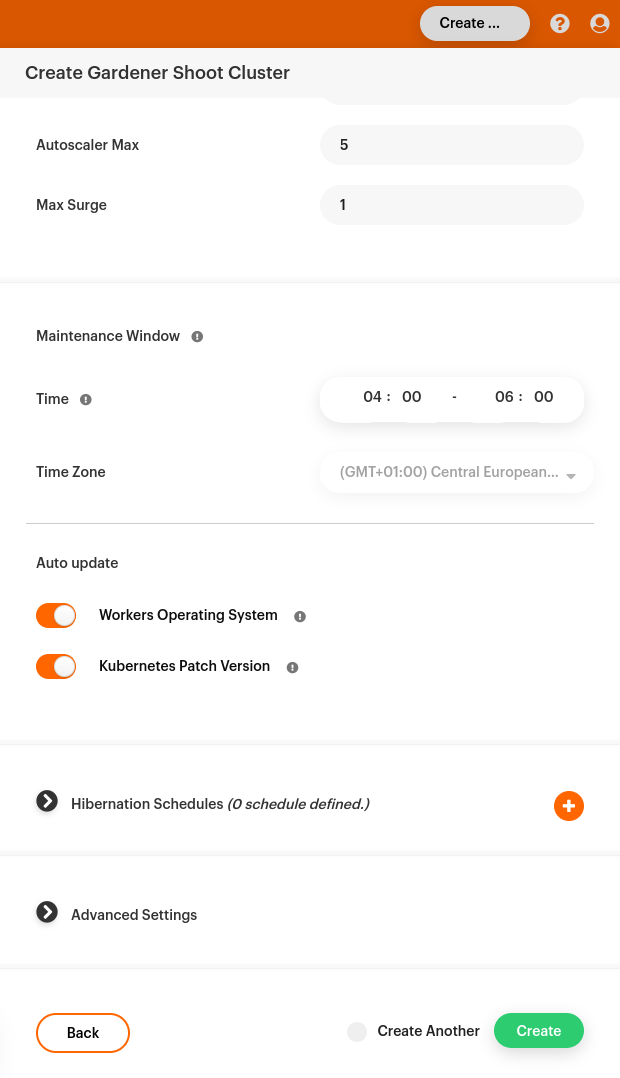 Create ...
Create Gardener Shoot Cluster
Autoscaler Max 5
Max Surge 1
Maintenance Window
Time 04 : 00 - 06 : 00
Time Zone (GMT+01:00) Central European...
Auto update
Workers Operating System
Kubernetes Patch Version
Hibernation Schedules (0 schedule defined.)
Advanced Settings
Back Create Another Create